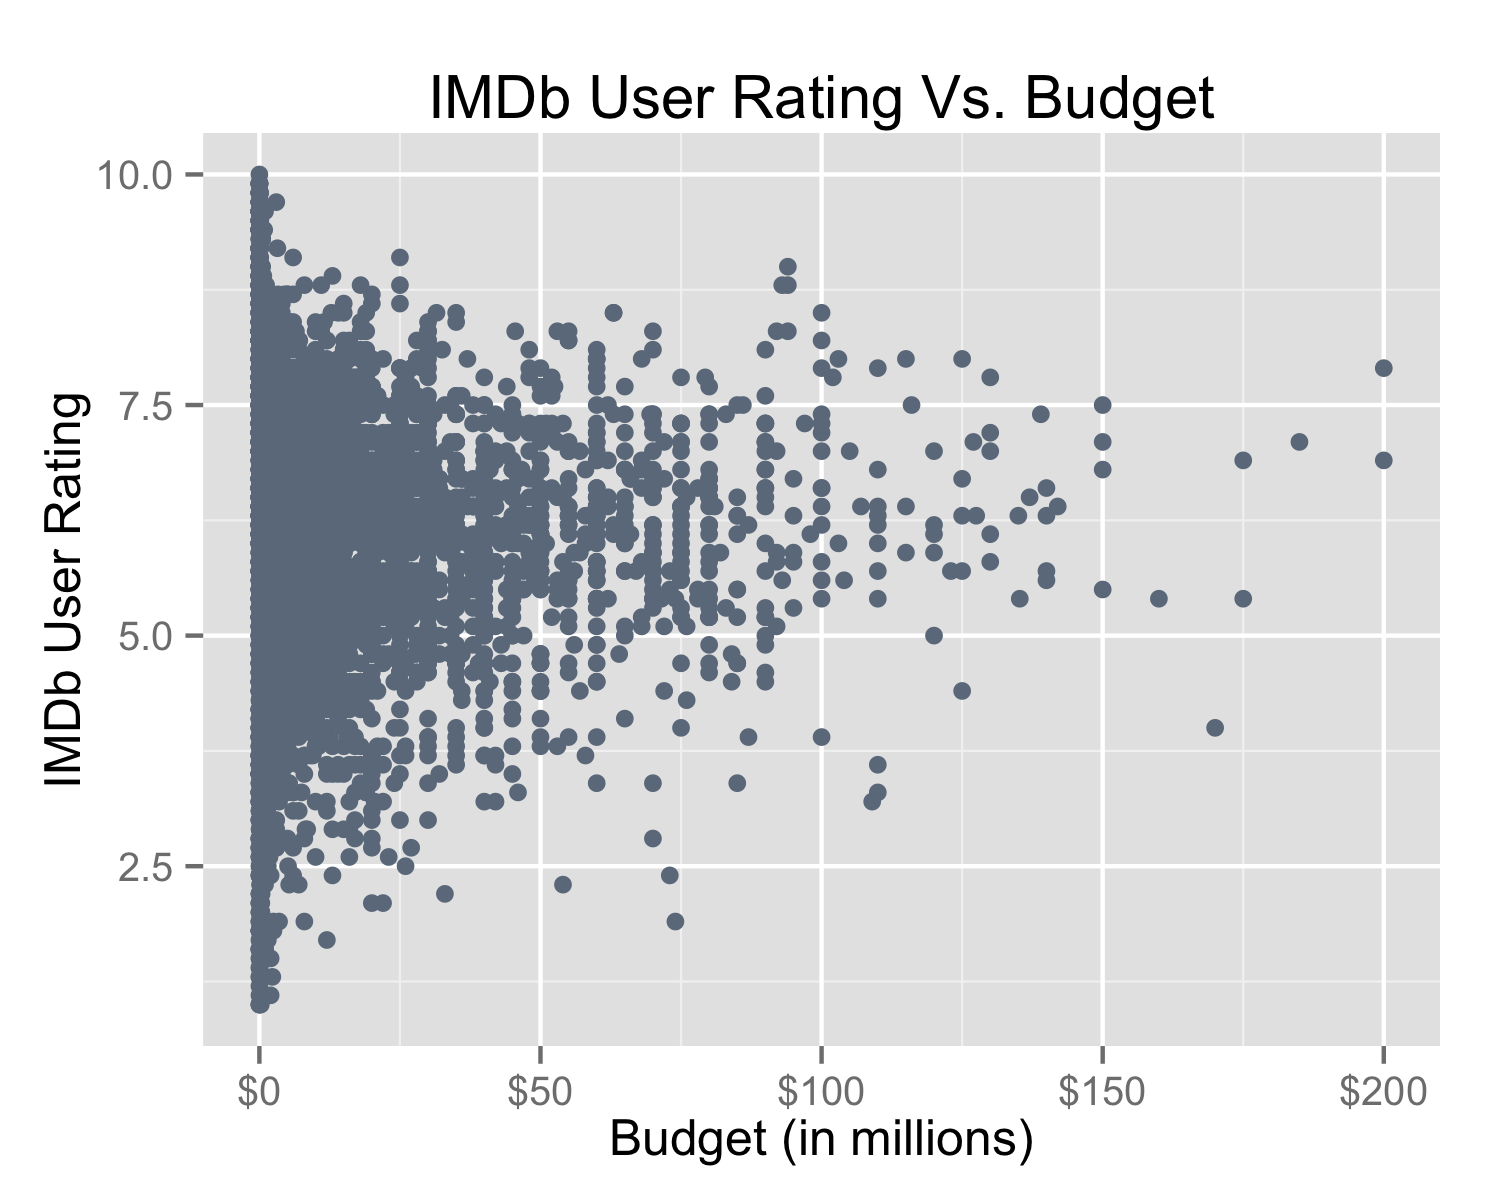 IMDb User Rating Vs. Budget
IMDb User Rating
10.0
7.5
5.0
2.5
$0 $50 $100 $150 $200
Budget (in millions)